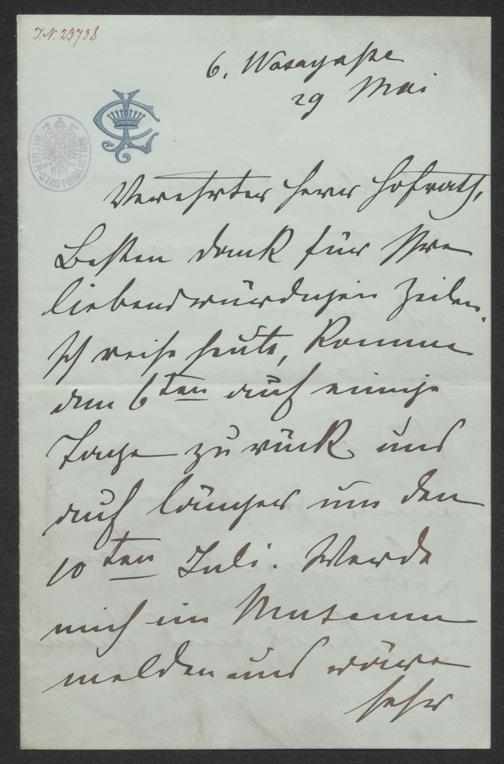 J.N. 23738
6, Wasagasse
29 Mai
WIENER-STADTBIBLIOTHEK
Verehrter Herr Hofrath,
Besten Dank für Ihre
liebenswürdigen Zeilen.
Ich reise heute, komme
den 6ten auf einige
Tage zurück und
auf länger um den
10ten Juli. Werde
mich im Museum
melden und wäre
sehr